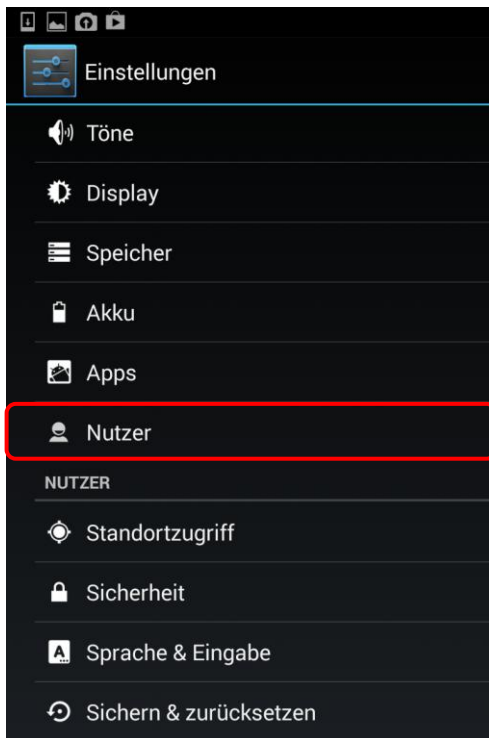 Einstellungen
Töne
Display
Speicher
Akku
Apps
Nutzer
NUTZER
Standortzugriff
Sicherheit
Sprache & Eingabe
Sichern & zurücksetzen